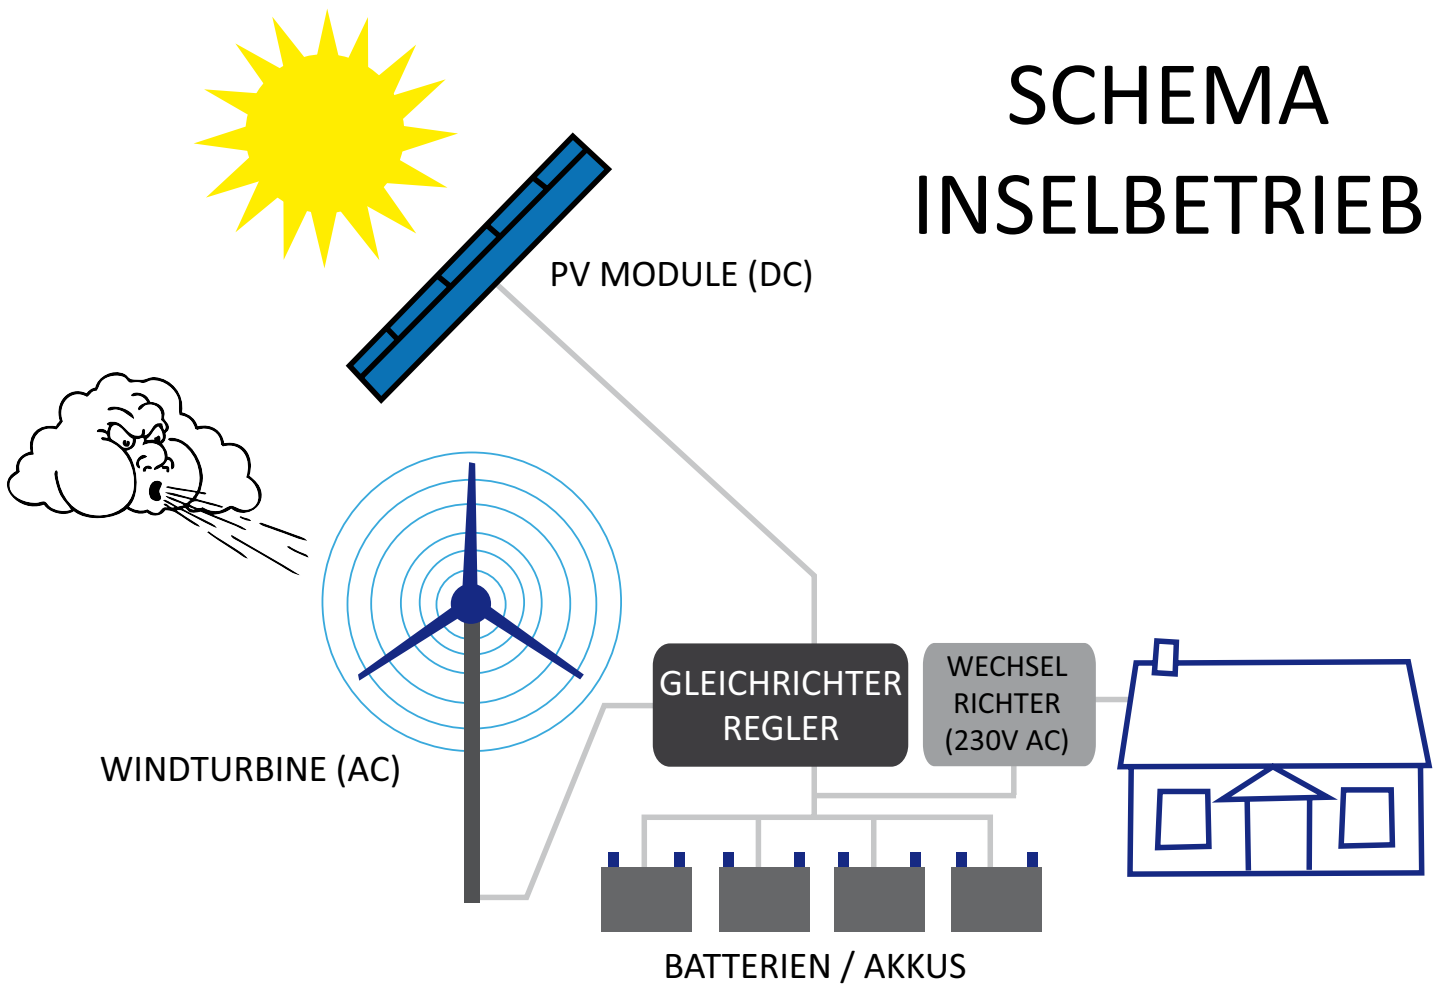 SCHEMA
INSELBETRIEB
PV MODULE (DC)
WINDTURBINE (AC)
GLEICHRICHTER
REGLER
WECHSEL
RICHTER
(230V AC)
BATTERIEN / AKKUS